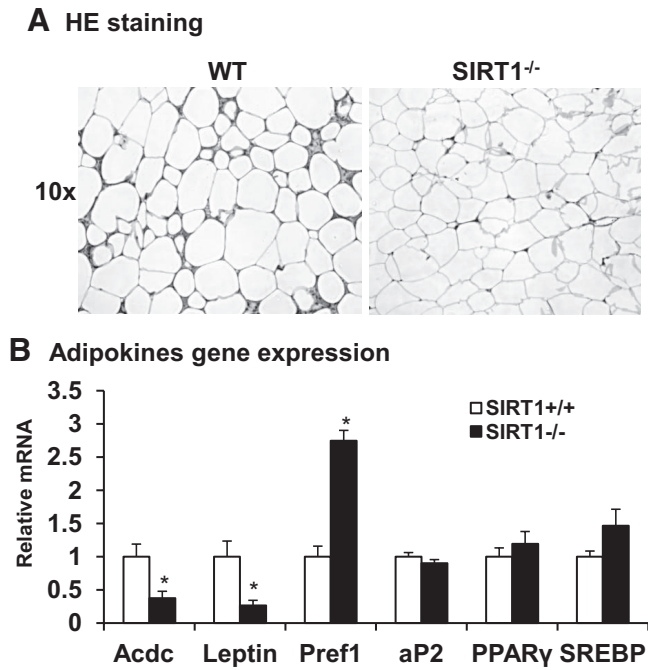 A HE staining
WT SIRT1-/-
10x
B Adipokines gene expression
Relative mRNA
3.5
3
2.5
2
1.5
1
0.5
0
SIRT1+/+
SIRT1-/-
*
*
*
Acdc Leptin Pref1 aP2 PPARγ SREBP